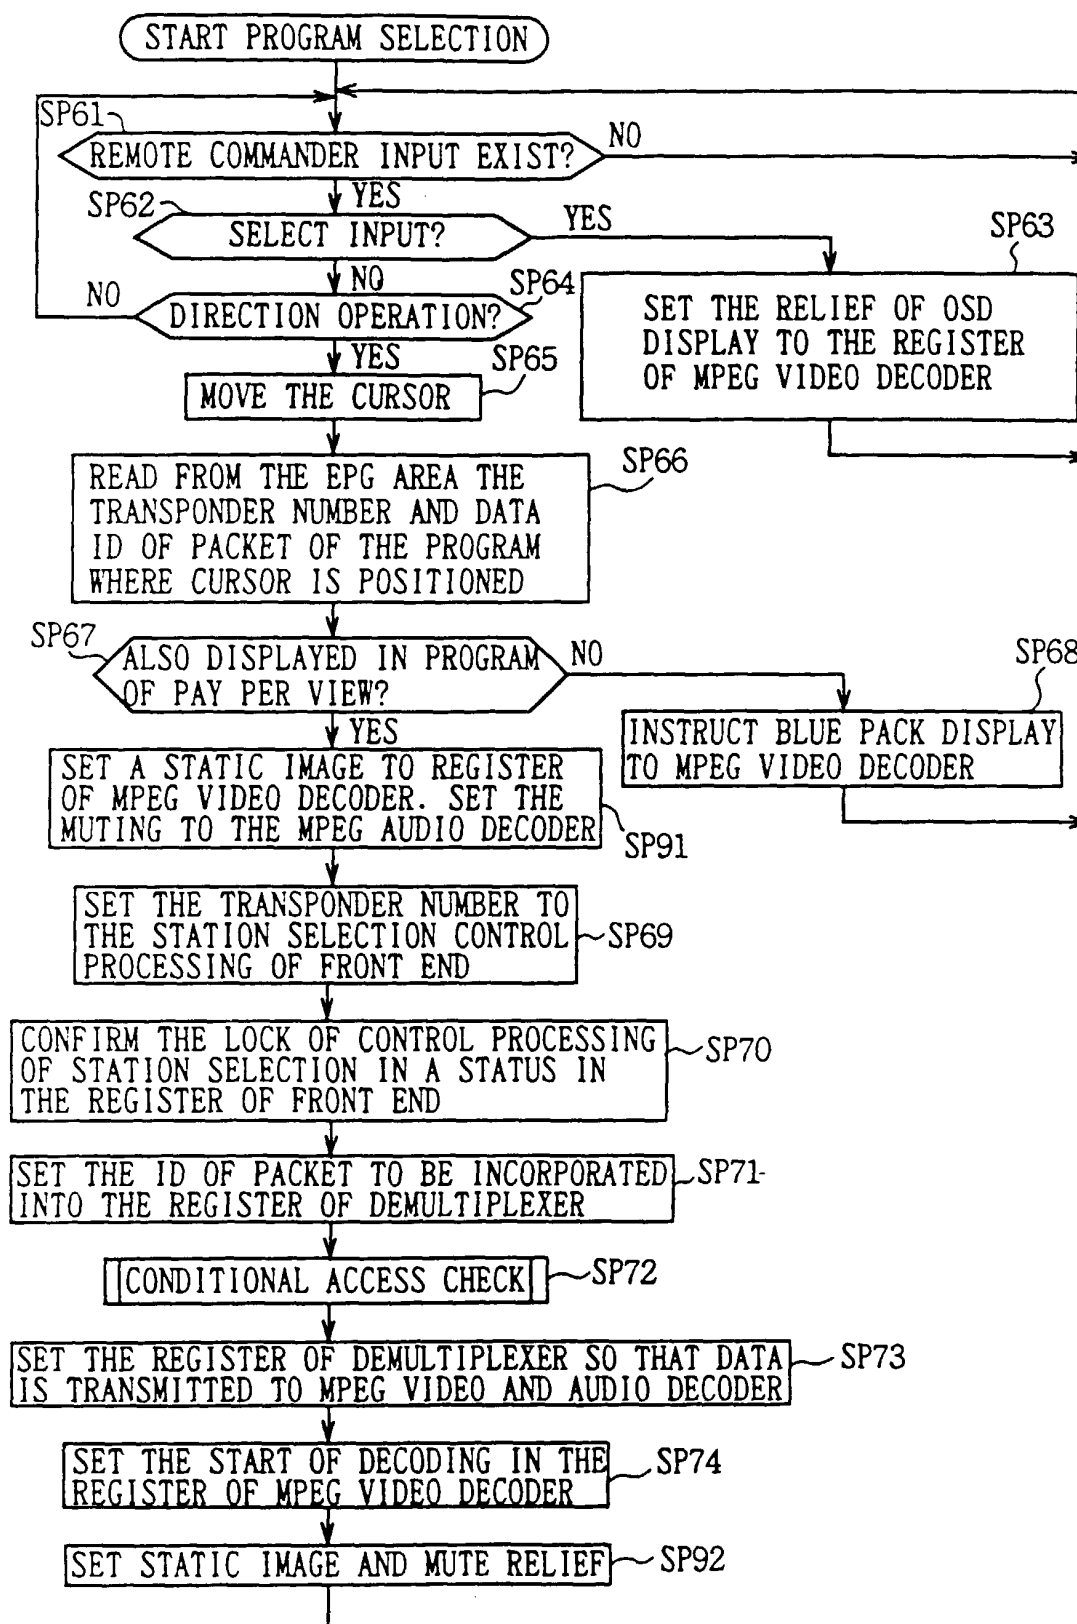 START PROGRAM SELECTION
SP61
REMOTE COMMANDER INPUT EXIST?
NO
YES
SP62
SELECT INPUT?
YES
SP63
SET THE RELIEF OF OSD
DISPLAY TO THE REGISTER
OF MPEG VIDEO DECODER
NO
SP64
NO
DIRECTION OPERATION?
YES
SP65
MOVE THE CURSOR
SP66
READ FROM THE EPG AREA THE
TRANSPONDER NUMBER AND DATA
ID OF PACKET OF THE PROGRAM
WHERE CURSOR IS POSITIONED
SP67
ALSO DISPLAYED IN PROGRAM
OF PAY PER VIEW?
NO
SP68
INSTRUCT BLUE PACK DISPLAY
TO MPEG VIDEO DECODER
YES
SET A STATIC IMAGE TO REGISTER
OF MPEG VIDEO DECODER. SET THE
MUTING TO THE MPEG AUDIO DECODER
SP91
SET THE TRANSPONDER NUMBER TO
THE STATION SELECTION CONTROL
PROCESSING OF FRONT END
SP69
CONFIRM THE LOCK OF CONTROL PROCESSING
OF STATION SELECTION IN A STATUS IN
THE REGISTER OF FRONT END
SP70
SET THE ID OF PACKET TO BE INCORPORATED
INTO THE REGISTER OF DEMULTIPLEXER
SP71
CONDITIONAL ACCESS CHECK
SP72
SET THE REGISTER OF DEMULTIPLEXER SO THAT DATA
IS TRANSMITTED TO MPEG VIDEO AND AUDIO DECODER
SP73
SET THE START OF DECODING IN THE
REGISTER OF MPEG VIDEO DECODER
SP74
SET STATIC IMAGE AND MUTE RELIEF
SP92